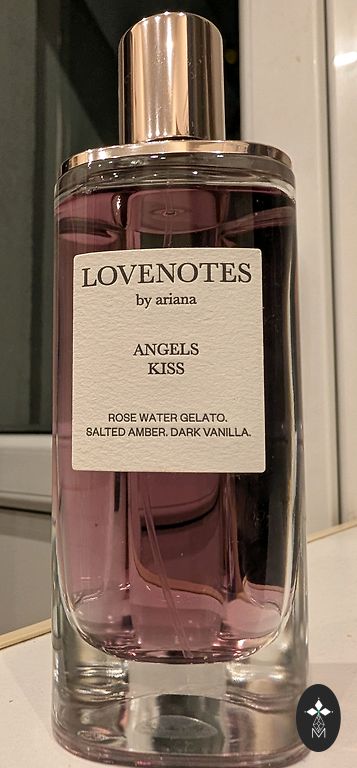 LOVENOTES
by ariana
ANGELS
KISS
ROSE WATER GELATO.
SALTED AMBER. DARK VANILLA.
M